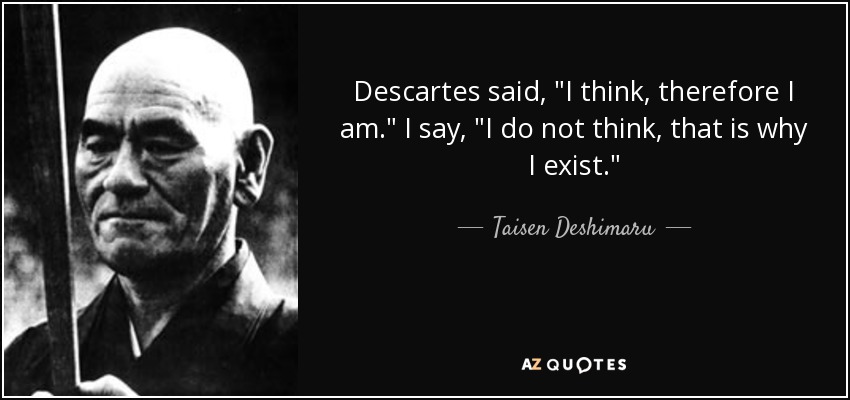 Descartes said, "I think, therefore I
am." I say, "I do not think, that is why
I exist."
— Taisen Deshimaru —
AZ QUOTES